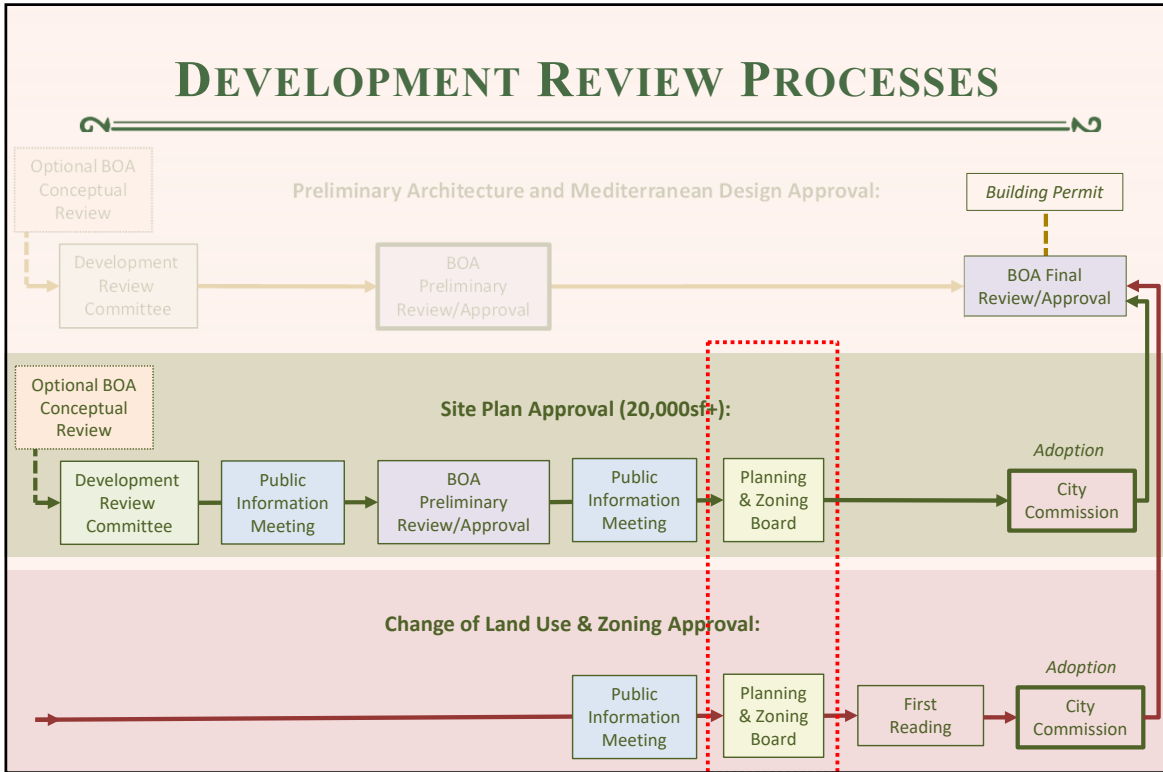 DEVELOPMENT REVIEW PROCESSES
Optional BOA
Conceptual
Review
Preliminary Architecture and Mediterranean Design Approval:
Building Permit
Development
Review
Committee
BOA
Preliminary
Review/Approval
BOA Final
Review/Approval
Optional BOA
Conceptual
Review
Site Plan Approval (20,000sf+):
Development
Review
Committee
Public
Information
Meeting
BOA
Preliminary
Review/Approval
Public
Information
Meeting
Planning
& Zoning
Board
Adoption
City
Commission
Change of Land Use & Zoning Approval:
Public
Information
Meeting
Planning
& Zoning
Board
First
Reading
Adoption
City
Commission